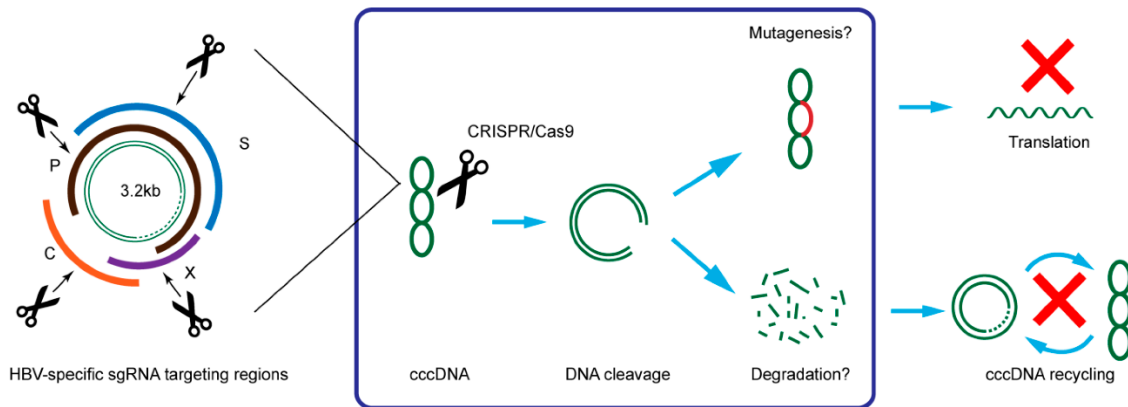 Mutagenesis?
CRISPR/Cas9
S
P
3.2kb
C
X
Translation
HBV-specific sgRNA targeting regions
cccDNA
DNA cleavage
Degradation?
cccDNA recycling